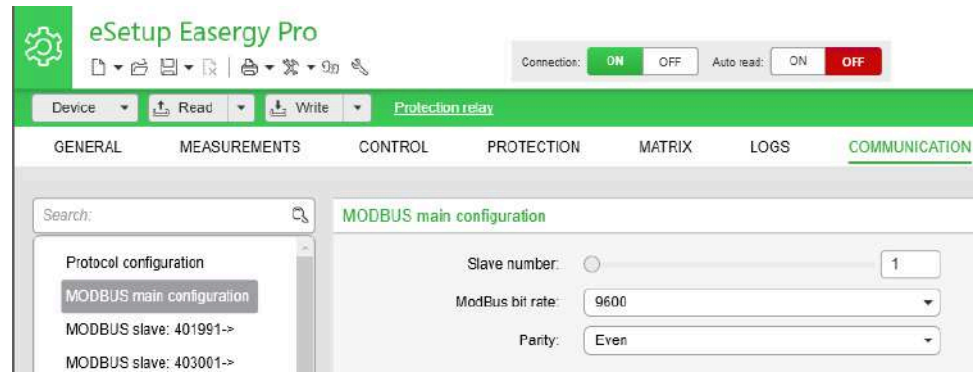 eSetup Easergy Pro
Connection: ON OFF Auto read: ON OFF
Device Read Write Protection relay
GENERAL MEASUREMENTS CONTROL PROTECTION MATRIX LOGS COMMUNICATION
Search: MODBUS main configuration
Protocol configuration Slave number: 1
MODBUS main configuration ModBus bit rate: 9600
MODBUS slave: 401991-> Parity: Even
MODBUS slave: 403001->